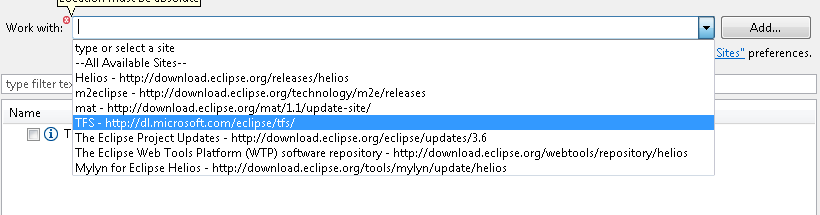 Location must be absolute
Work with:
Add...
type or select a site
--All Available Sites--
Sites" preferences.
Helios - http://download.eclipse.org/releases/helios
type filter tex
m2eclipse - http://download.eclipse.org/technology/m2e/releases
mat - http://download.eclipse.org/mat/1.1/update-site/
Name
TFS - http://dl.microsoft.com/eclipse/tfs/
T
The Eclipse Project Updates - http://download.eclipse.org/eclipse/updates/3.6
The Eclipse Web Tools Platform (WTP) software repository - http://download.eclipse.org/webtools/repository/helios
Mylyn for Eclipse Helios - http://download.eclipse.org/tools/mylyn/update/helios